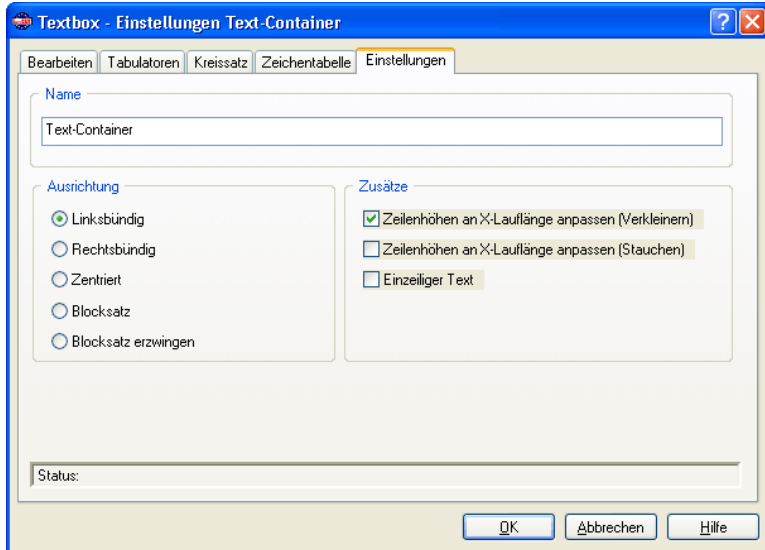 Textbox - Einstellungen Text-Container
Bearbeiten Tabulatoren Kreissatz Zeichentabelle Einstellungen
Name
Text-Container
Ausrichtung
Linksbündig
Rechtsbündig
Zentriert
Blocksatz
Blocksatz erzwingen
Zusätze
Zeilenhöhen an X-Lauflänge anpassen (Verkleinern)
Zeilenhöhen an X-Lauflänge anpassen (Stauchen)
Einzeiliger Text
Status:
OK Abbrechen Hilfe